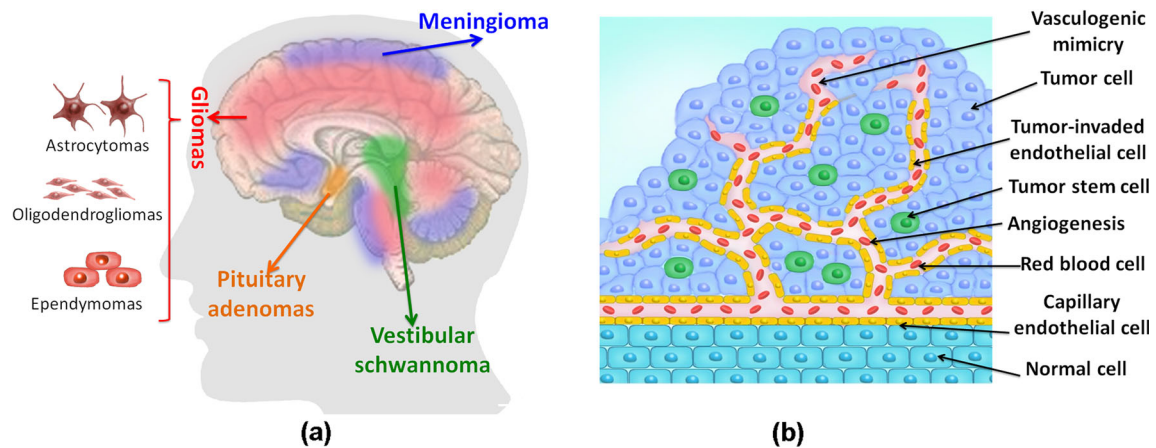 Meningioma
Gliomas
Astrocytomas
Oligodendrogliomas
Ependymomas
Pituitary
adenomas
Vestibular
schwannoma
(a)
Vasculogenic
mimicry
Tumor cell
Tumor-invaded
endothelial cell
Tumor stem cell
Angiogenesis
Red blood cell
Capillary
endothelial cell
Normal cell
(b)